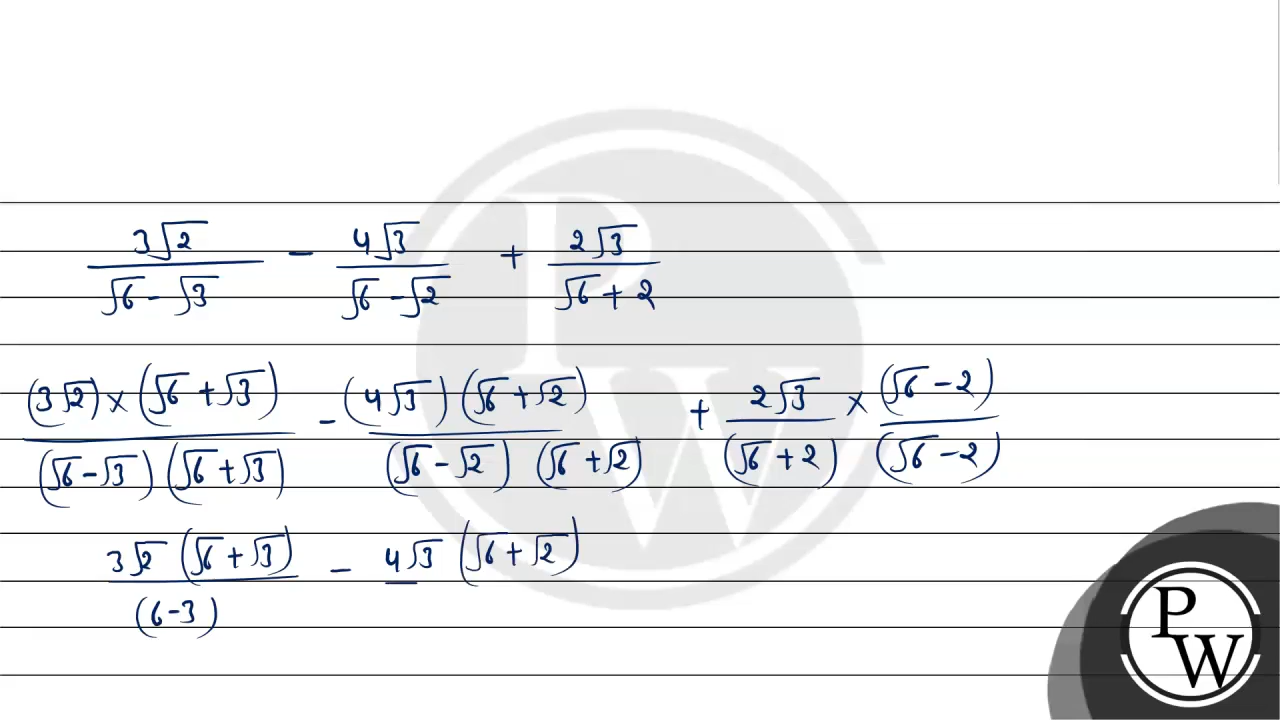 3√2/(√6 - √3) - 4√3/(√6 - √2) + 2√3/(√6 + 2)
(3√2) × (√6 + √3)/(√6 - √3)(√6 + √3) - (4√3)(√6 + √2)/(√6 - √2)(√6 + √2) + 2√3/(√6 + 2) × (√6 - 2)/(√6 - 2)
3√2(√6 + √3)/(6 - 3) - 4√3(√6 + √2)
PW
PW